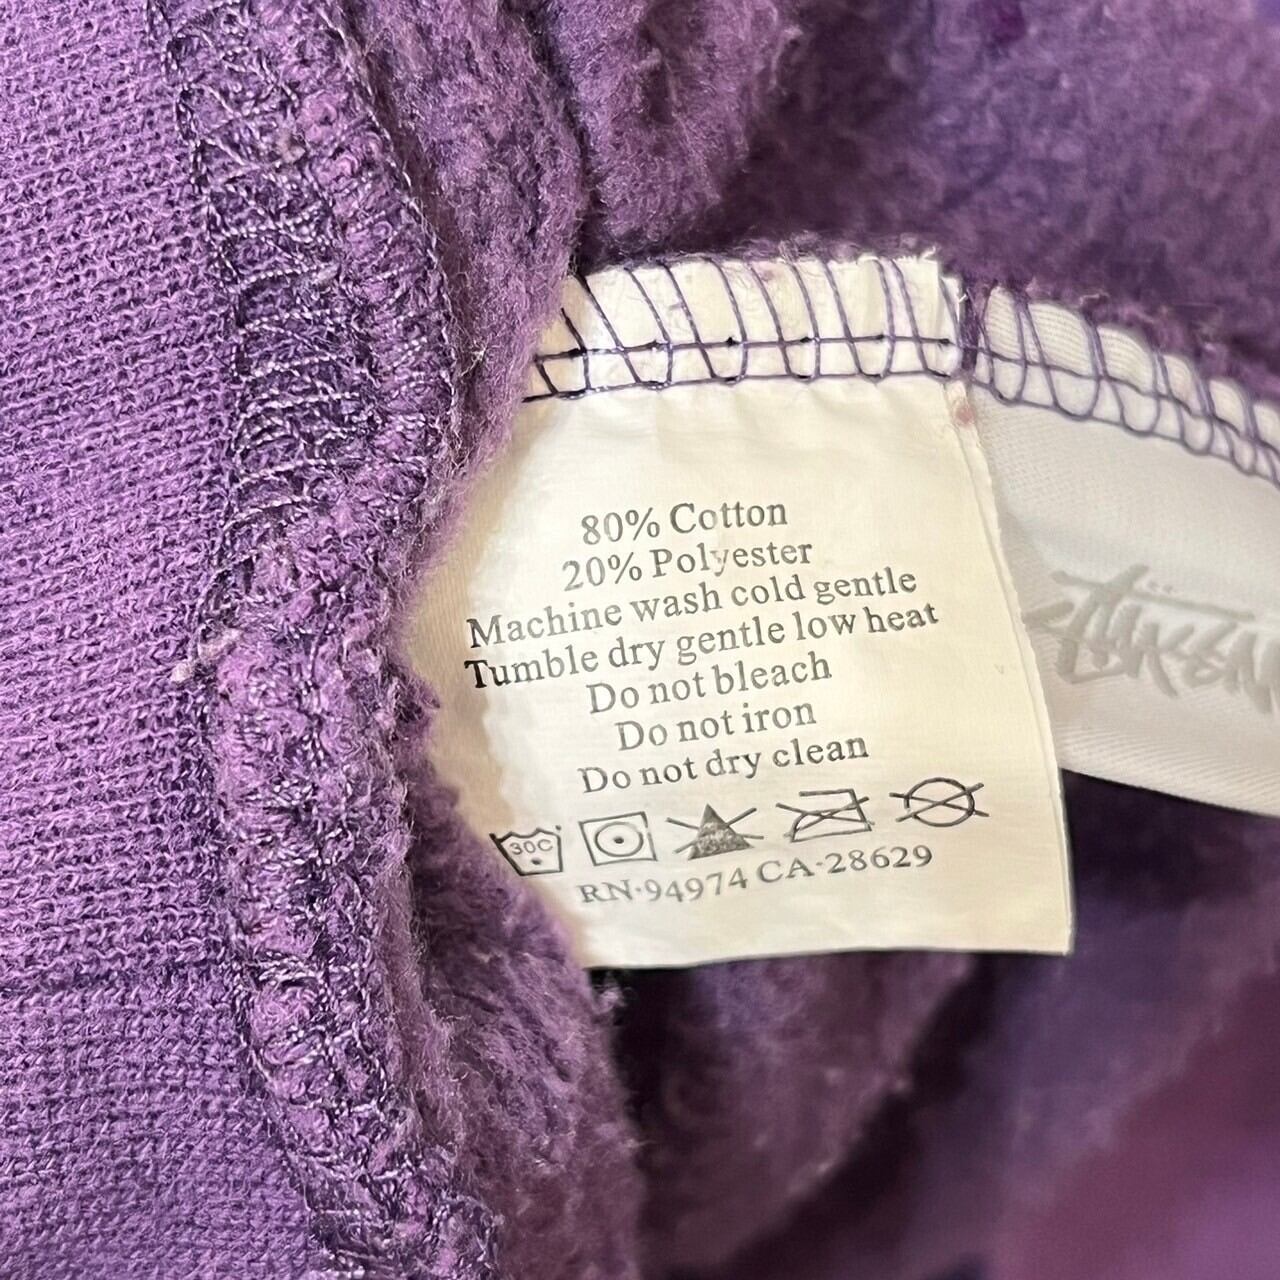 80% Cotton
20% Polyester
Machine wash cold gentle
Tumble dry gentle low heat
Do not bleach
Do not iron
Do not dry clean
30C
RN-94974 CA-28629